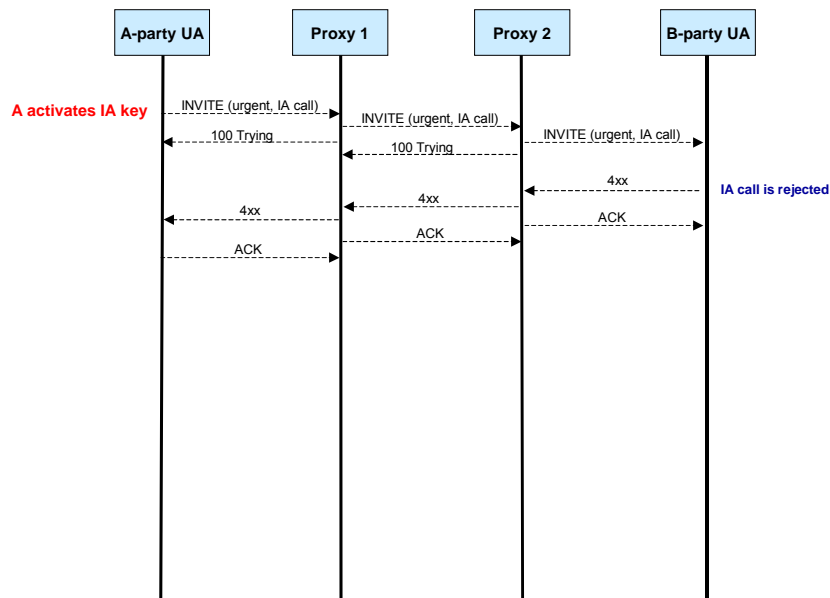 A-party UA
Proxy 1
Proxy 2
B-party UA
A activates IA key
INVITE (urgent, IA call)
INVITE (urgent, IA call)
100 Trying
INVITE (urgent, IA call)
100 Trying
4xx
IA call is rejected
4xx
4xx
ACK
ACK
ACK